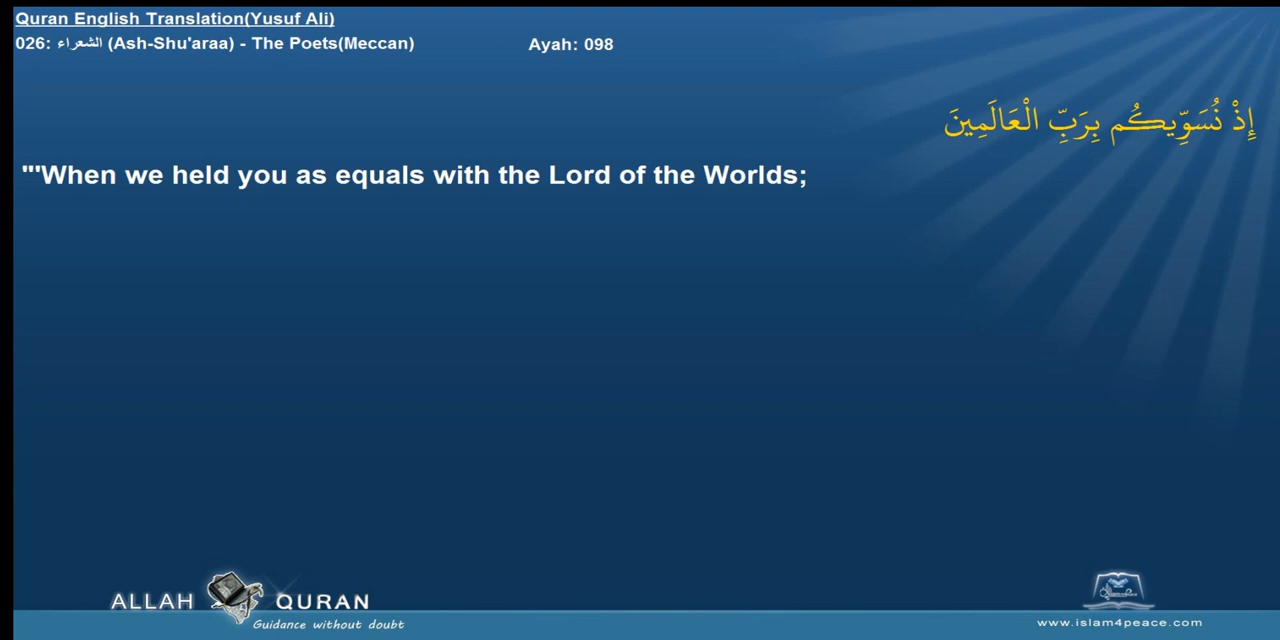 Quran English Translation(Yusuf Ali)
026: الشعراء (Ash-Shu'araa) - The Poets(Meccan) Ayah: 098
إِذْ نُسَوِّيكُم بِرَبِّ الْعَالَمِينَ
"'When we held you as equals with the Lord of the Worlds;
ALLAH QURAN
Guidance without doubt
www.islam4peace.com